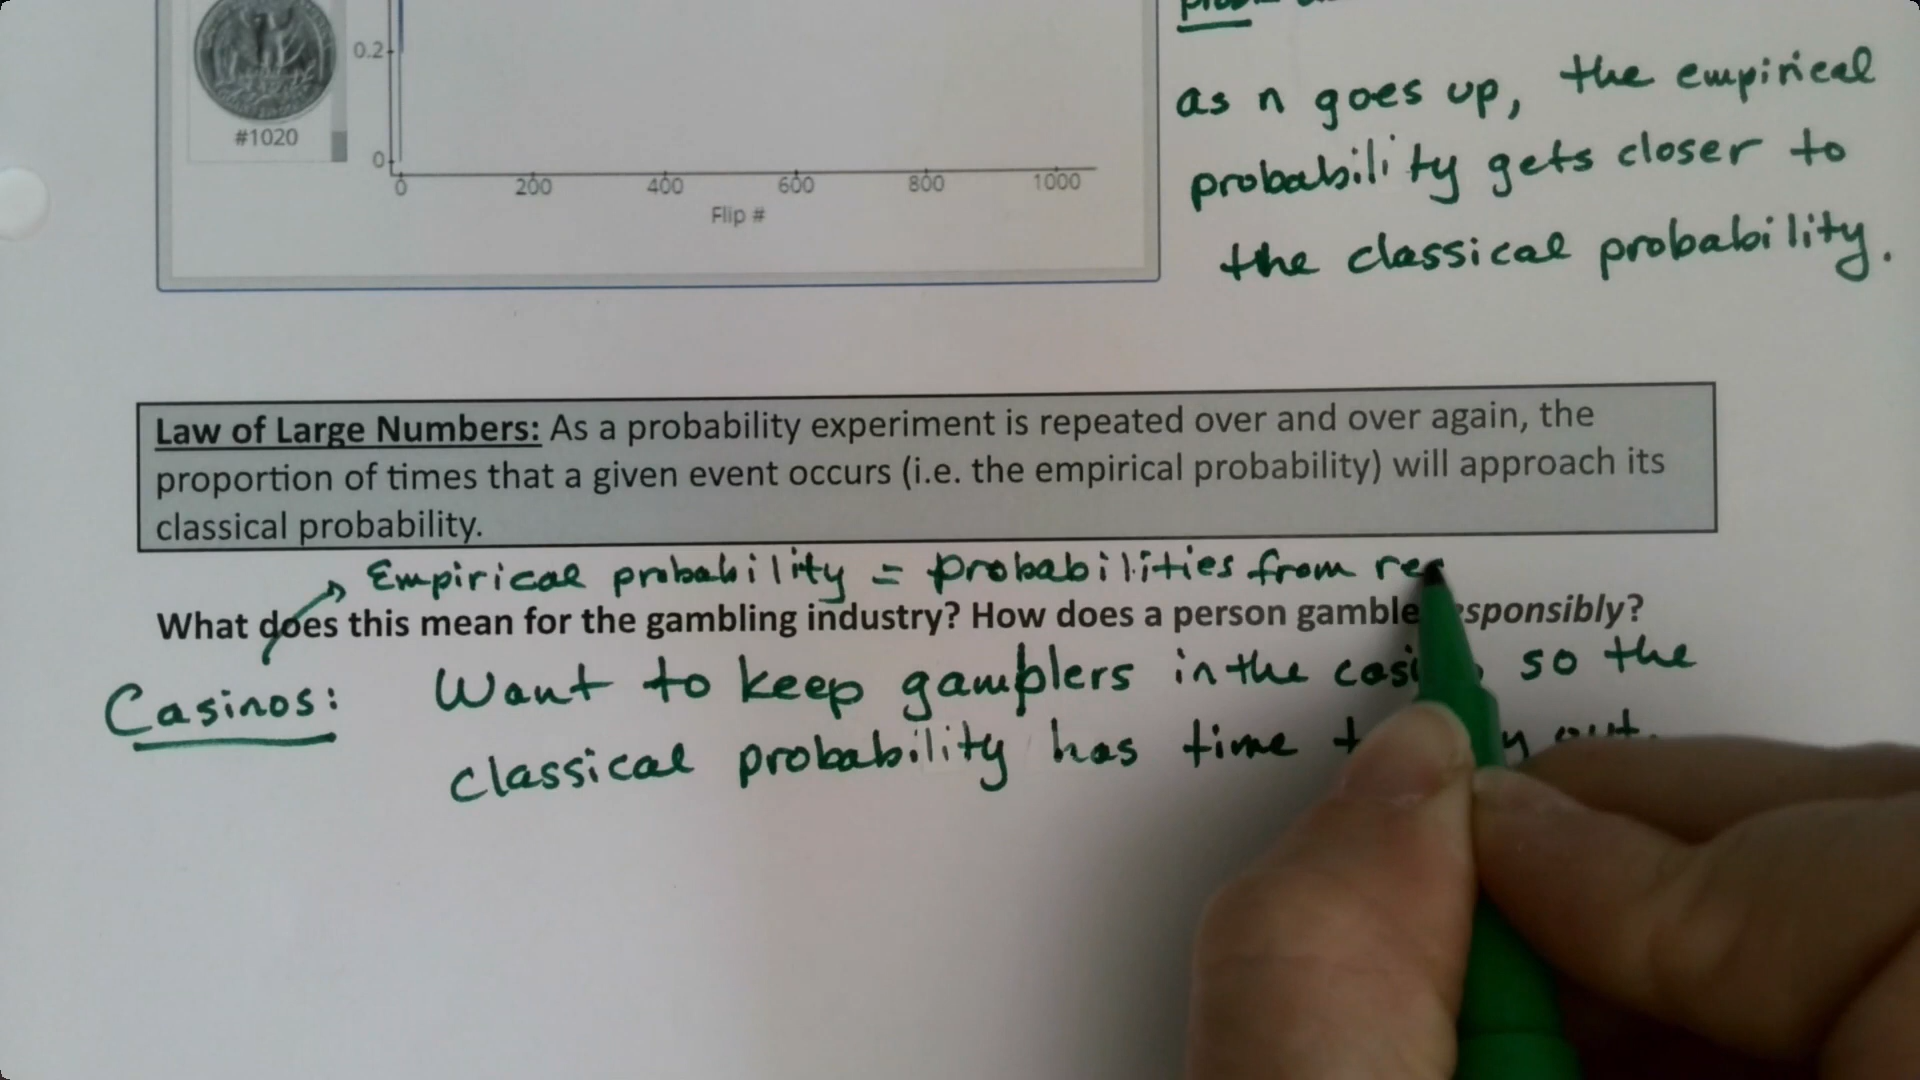 0.2
#1020
0
0 200 400 600 800 1000
Flip #
as n goes up, the empirical
probability gets closer to
the classical probability.
Law of Large Numbers: As a probability experiment is repeated over and over again, the
proportion of times that a given event occurs (i.e. the empirical probability) will approach its
classical probability.
Empirical probability = probabilities from
What does this mean for the gambling industry? How does a person gamble
Casinos: Want to keep gamblers in the so the
classical probability has time out.